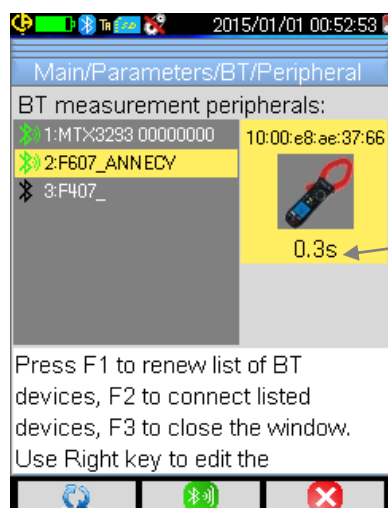 2015/01/01 00:52:53
Main/Parameters/BT/Peripheral
BT measurement peripherals:
1:MTX3293 00000000
2:F607_ANNECY
3:F407_
10:00:e8:ae:37:66
0.3s
Press F1 to renew list of BT
devices, F2 to connect listed
devices, F3 to close the window.
Use Right key to edit the